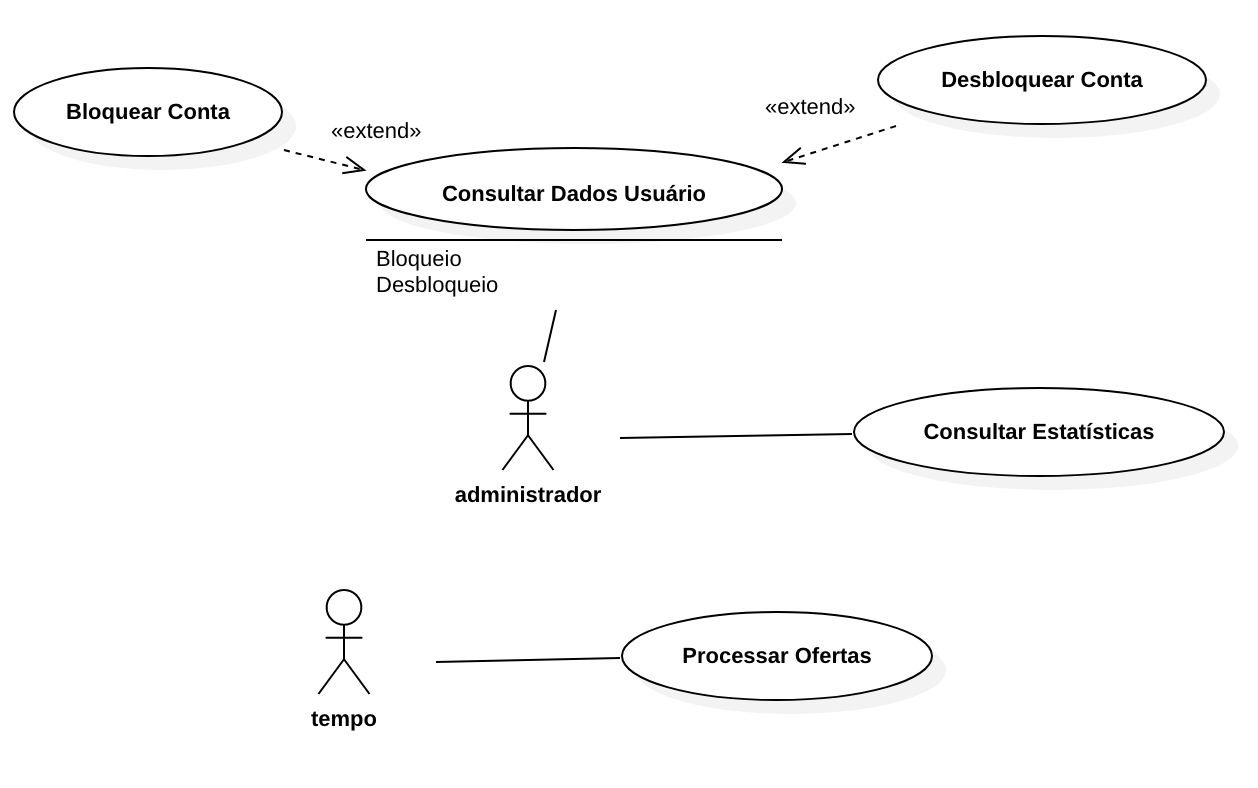 Desbloquear Conta
Bloquear Conta
«extend»
«extend»
Consultar Dados Usuário
Bloqueio
Desbloqueio
Consultar Estatísticas
administrador
Processar Ofertas
tempo